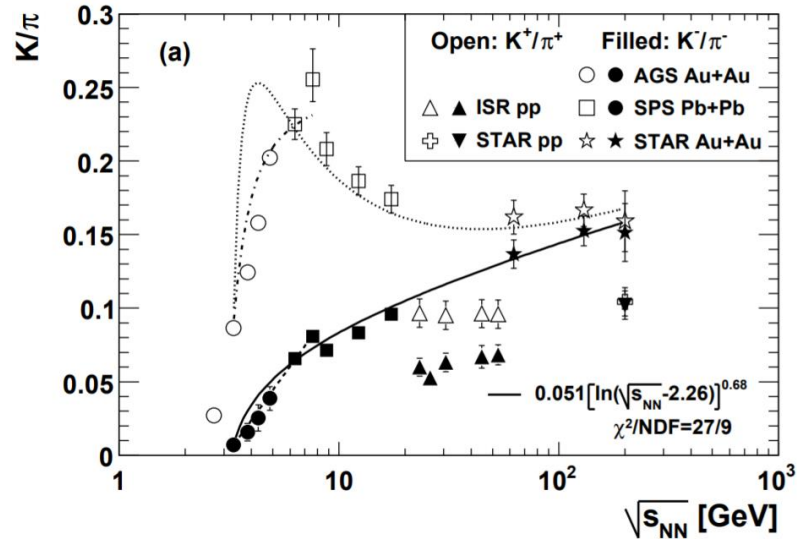 K/π
(a)
0.3
0.25
0.2
0.15
0.1
0.05
0
Open: K⁺/π⁺ Filled: K⁻/π⁻
AGS Au+Au
ISR pp SPS Pb+Pb
STAR pp STAR Au+Au
0.051[ln(√s_NN-2.26)]^0.68
χ²/NDF=27/9
1 10 10² 10³
√s_NN [GeV]